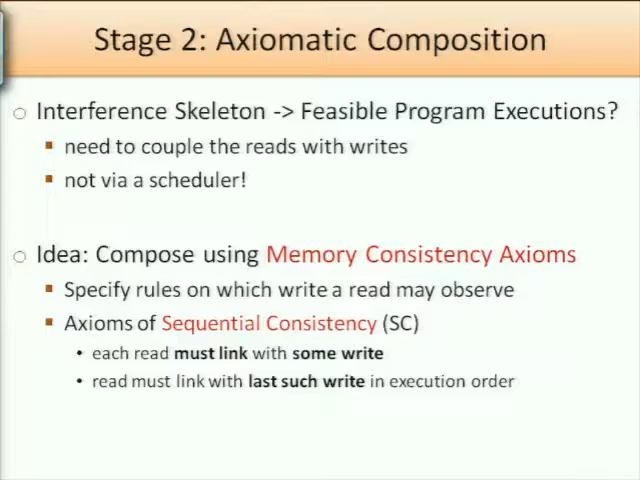 Stage 2: Axiomatic Composition
Interference Skeleton -> Feasible Program Executions?
need to couple the reads with writes
not via a scheduler!
Idea: Compose using Memory Consistency Axioms
Specify rules on which write a read may observe
Axioms of Sequential Consistency (SC)
each read must link with some write
read must link with last such write in execution order